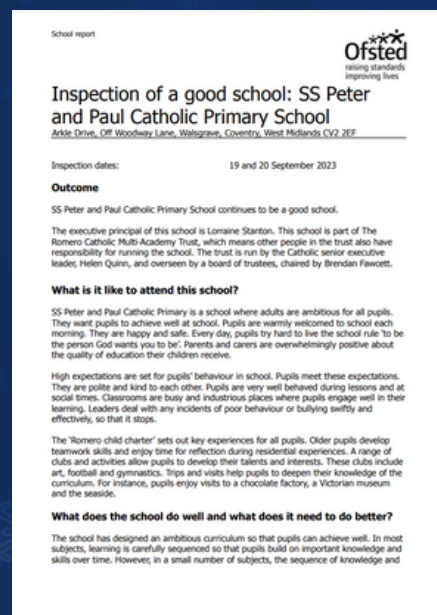 School report
Ofsted
raising standards
improving lives
Inspection of a good school: SS Peter
and Paul Catholic Primary School
Arkle Drive, Off Woodway Lane, Walsgrave, Coventry, West Midlands CV2 2EF
Inspection dates: 19 and 20 September 2023
Outcome
SS Peter and Paul Catholic Primary School continues to be a good school.
The executive principal of this school is Lorraine Stanton. This school is part of The
Romero Catholic Multi-Academy Trust, which means other people in the trust also have
responsibility for running the school. The trust is run by the Catholic senior executive
leader, Helen Quinn, and overseen by a board of trustees, chaired by Brendan Fawcett.
What is it like to attend this school?
SS Peter and Paul Catholic Primary is a school where adults are ambitious for all pupils.
They want pupils to achieve well at school. Pupils are warmly welcomed to school each
morning. They are happy and safe. Every day, pupils try hard to live the school rule 'to be
the person God wants you to be'. Parents and carers are overwhelmingly positive about
the quality of education their children receive.
High expectations are set for pupils' behaviour in school. Pupils meet these expectations.
They are polite and kind to each other. Pupils are very well behaved during lessons and at
social times. Classrooms are busy and industrious places where pupils engage well in their
learning. Leaders deal with any incidents of poor behaviour or bullying swiftly and
effectively, so that it stops.
The 'Romero child charter' sets out key experiences for all pupils. Older pupils develop
teamwork skills and enjoy time for reflection during residential experiences. A range of
clubs and activities allow pupils to develop their talents and interests. These clubs include
art, football and gymnastics. Trips and visits help pupils to deepen their knowledge of the
curriculum. For instance, pupils enjoy visits to a chocolate factory, a Victorian museum
and the seaside.
What does the school do well and what does it need to do better?
The school has designed an ambitious curriculum so that pupils can achieve well. In most
subjects, learning is carefully sequenced so that pupils build on important knowledge and
skills over time. However, in a small number of subjects, the sequence of knowledge and